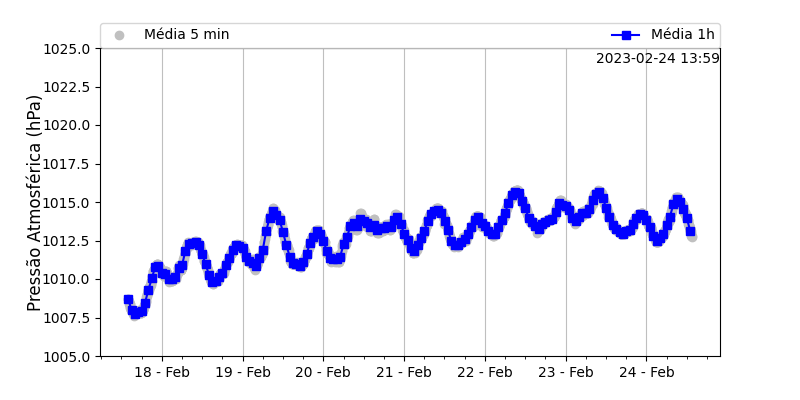 Média 5 min
Média 1h
2023-02-24 13:59
Pressão Atmosférica (hPa)
1025.0
1022.5
1020.0
1017.5
1015.0
1012.5
1010.0
1007.5
1005.0
18 - Feb
19 - Feb
20 - Feb
21 - Feb
22 - Feb
23 - Feb
24 - Feb